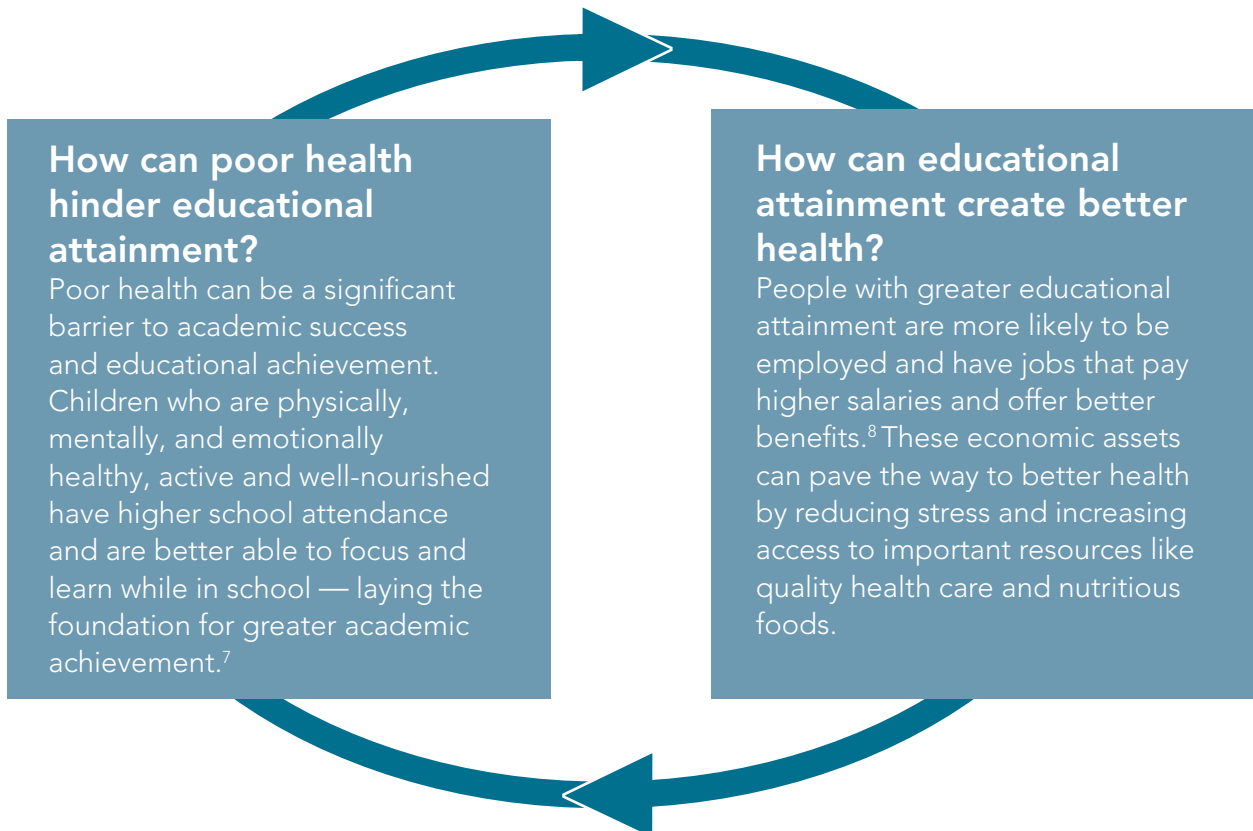 How can poor health
hinder educational
attainment?
Poor health can be a significant
barrier to academic success
and educational achievement.
Children who are physically,
mentally, and emotionally
healthy, active and well-nourished
have higher school attendance
and are better able to focus and
learn while in school — laying the
foundation for greater academic
achievement.⁷
How can educational
attainment create better
health?
People with greater educational
attainment are more likely to be
employed and have jobs that pay
higher salaries and offer better
benefits.⁸ These economic assets
can pave the way to better health
by reducing stress and increasing
access to important resources like
quality health care and nutritious
foods.